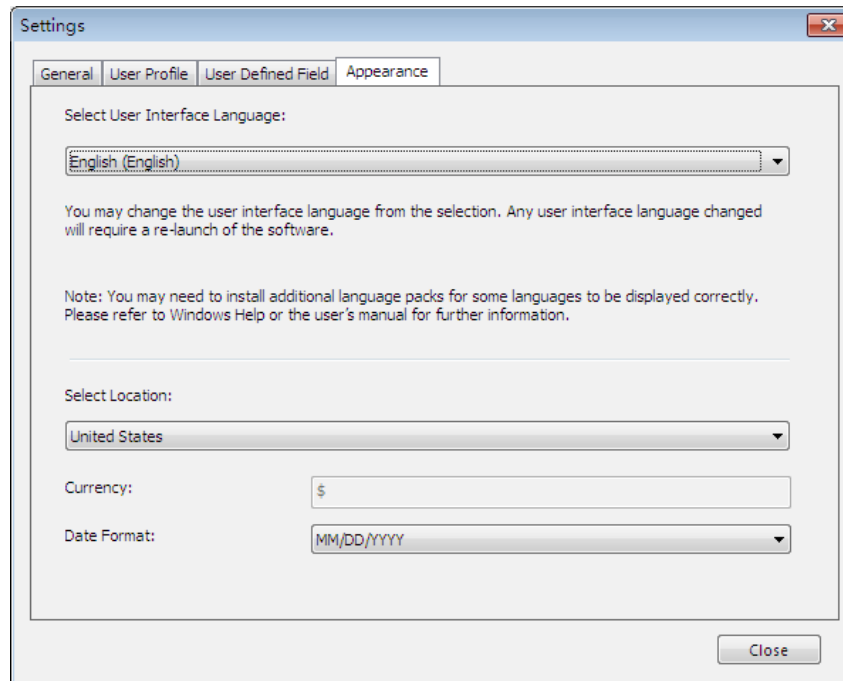 Settings
General User Profile User Defined Field Appearance
Select User Interface Language:
English (English)
You may change the user interface language from the selection. Any user interface language changed
will require a re-launch of the software.
Note: You may need to install additional language packs for some languages to be displayed correctly.
Please refer to Windows Help or the user's manual for further information.
Select Location:
United States
Currency: $
Date Format: MM/DD/YYYY
Close